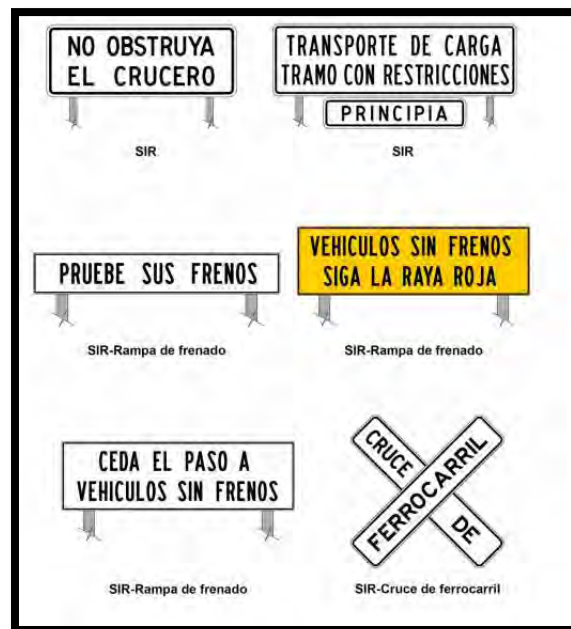 NO OBSTRUYA
EL CRUCERO
SIR
TRANSPORTE DE CARGA
TRAMO CON RESTRICCIONES
PRINCIPIA
SIR
PRUEBE SUS FRENOS
SIR-Rampa de frenado
VEHICULOS SIN FRENOS
SIGA LA RAYA ROJA
SIR-Rampa de frenado
CEDA EL PASO A
VEHICULOS SIN FRENOS
SIR-Rampa de frenado
CRUCE DE
FERROCARRIL
SIR-Cruce de ferrocarril